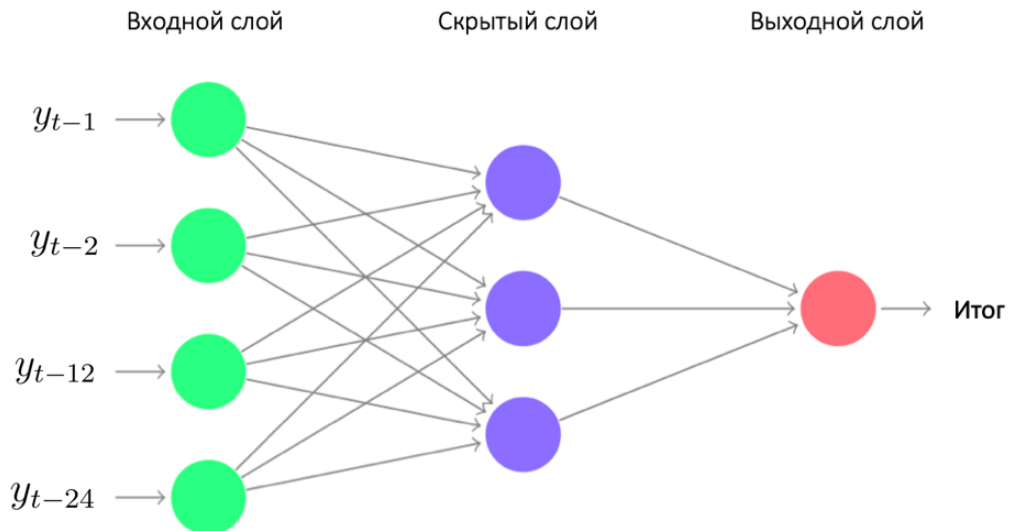 Входной слой
Скрытый слой
Выходной слой
y_{t−1}
y_{t−2}
y_{t−12}
y_{t−24}
Итог